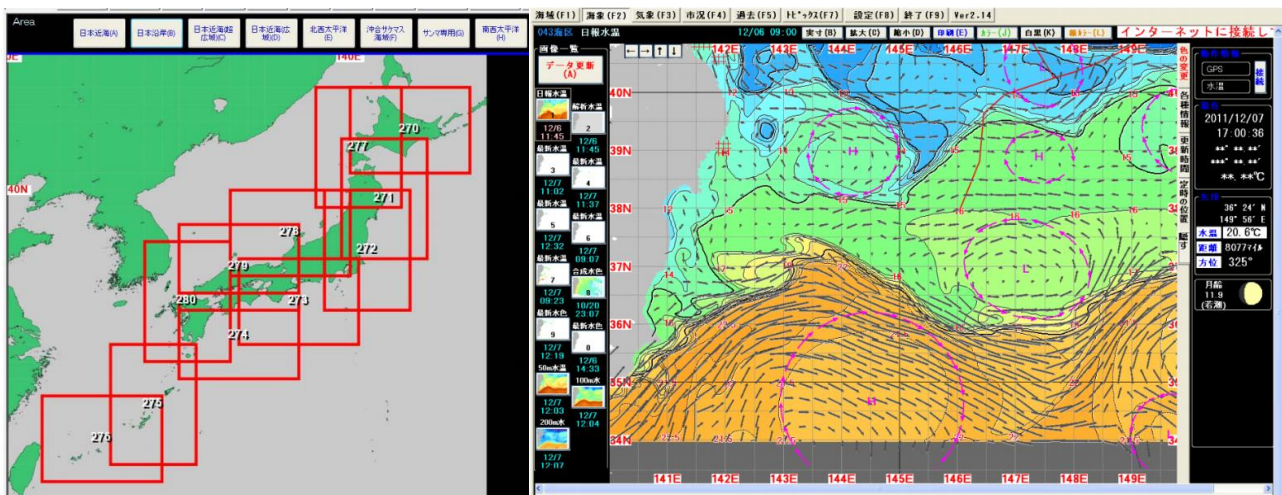 Area
日本近海(A)
日本沿岸(B)
日本近海(超広域)(C)
日本近海(広域)(D)
北西太平洋(E)
沖合サケマス海域(F)
サンマ専用(G)
南西太平洋(H)
140E
40N
270
277
271
278
272
279
273
280
274
275
276
海域(F1) 海象(F2) 気象(F3) 市況(F4) 過去(F5) ﾄﾋﾟｯｸｽ(F7) 設定(F8) 終了(F9) Ver2.14
043海区 日報水温 12/06 09:00 実寸(B) 拡大(C) 縮小(D) 印刷(E) ｶﾗｰ(J) 白黒(K) インターネットに接続し
画像一覧
データ更新
(A)
日報水温
12/6
11:45
解析水温
2
12/6
11:45
最新水温
3
12/7
11:02
最新水温
4
12/7
11:37
最新水温
5
12/7
12:32
最新水温
6
12/7
09:07
最新水温
7
12/7
09:23
合成水色
8
10/20
23:07
最新水色
9
12/7
12:19
最新水色
0
12/6
14:33
50m水温
12/7
12:03
100m水
12/7
12:04
200m水
12/7
12:07
← → ↑ ↓
142E 143E 144E 145E 146E 147E 148E 149E
40N
39N
38N
37N
36N
35N
34N
H
H
L
H
L
141E 142E 143E 144E 145E 146E 147E 148E 149E
色の変更
各種情報
更新時間
定時の位置
隠す
GPS
水温
接続
2011/12/07
17:00:36
**° **.**'
***° **.**'
**.**℃
36° 24' N
149° 56' E
水温 20.6℃
距離 8077ﾏｲﾙ
方位 325°
月齢
11.9
(若潮)